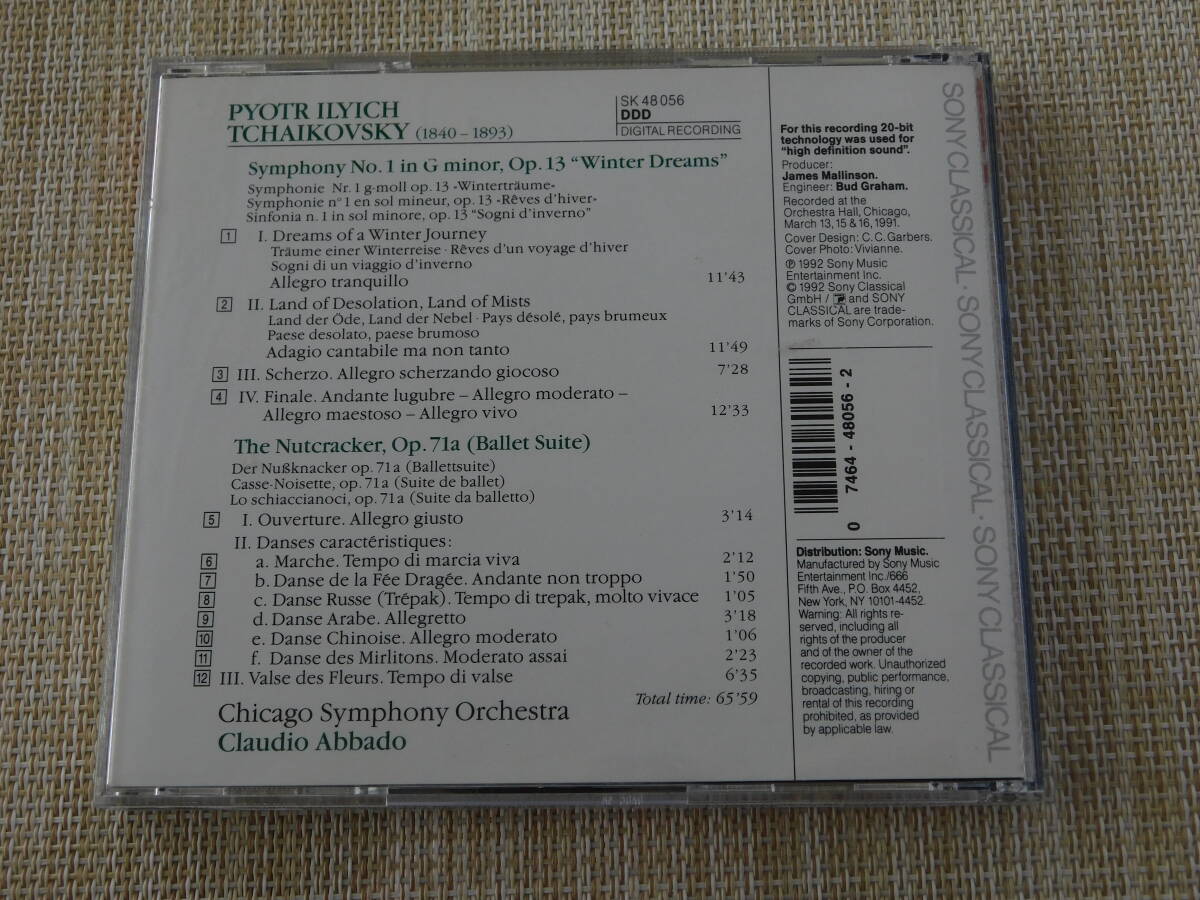 PYOTR ILYICH
TCHAIKOVSKY (1840 – 1893)
SK 48056
DDD
DIGITAL RECORDING
Symphony No. 1 in G minor, Op. 13 “Winter Dreams”
Symphonie Nr. 1 g-moll op. 13 »Winterträume«
Symphonie n° 1 en sol mineur, op. 13 «Rêves d'hiver»
Sinfonia n. 1 in sol minore, op. 13 “Sogni d'inverno”
1 I. Dreams of a Winter Journey
Träume einer Winterreise · Rêves d'un voyage d'hiver
Sogni di un viaggio d'inverno
Allegro tranquillo 11'43
2 II. Land of Desolation, Land of Mists
Land der Öde, Land der Nebel · Pays désolé, pays brumeux
Paese desolato, paese brumoso
Adagio cantabile ma non tanto 11'49
3 III. Scherzo. Allegro scherzando giocoso 7'28
4 IV. Finale. Andante lugubre – Allegro moderato –
Allegro maestoso – Allegro vivo 12'33
The Nutcracker, Op. 71a (Ballet Suite)
Der Nußknacker op. 71a (Ballettsuite)
Casse-Noisette, op. 71a (Suite de ballet)
Lo schiaccianoci, op. 71a (Suite da balletto)
5 I. Ouverture. Allegro giusto 3'14
II. Danses caractéristiques:
6 a. Marche. Tempo di marcia viva 2'12
7 b. Danse de la Fée Dragée. Andante non troppo 1'50
8 c. Danse Russe (Trépak). Tempo di trepak, molto vivace 1'05
9 d. Danse Arabe. Allegretto 3'18
10 e. Danse Chinoise. Allegro moderato 1'06
11 f. Danse des Mirlitons. Moderato assai 2'23
12 III. Valse des Fleurs. Tempo di valse 6'35
Total time: 65'59
Chicago Symphony Orchestra
Claudio Abbado
For this recording 20-bit
technology was used for
“high definition sound”.
Producer:
James Mallinson.
Engineer: Bud Graham.
Recorded at the
Orchestra Hall, Chicago,
March 13, 15 & 16, 1991.
Cover Design: C. C. Garbers.
Cover Photo: Vivianne.
℗ 1992 Sony Music
Entertainment Inc.
© 1992 Sony Classical
GmbH / and SONY
CLASSICAL are trade-
marks of Sony Corporation.
0 7464 - 48056 - 2
Distribution: Sony Music.
Manufactured by Sony Music
Entertainment Inc./666
Fifth Ave., P.O. Box 4452,
New York, NY 10101-4452.
Warning: All rights re-
served, including all
rights of the producer
and of the owner of the
recorded work. Unauthorized
copying, public performance,
broadcasting, hiring or
rental of this recording
prohibited, as provided
by applicable law.
SONY CLASSICAL · SONY CLASSICAL · SONY CLASSICAL